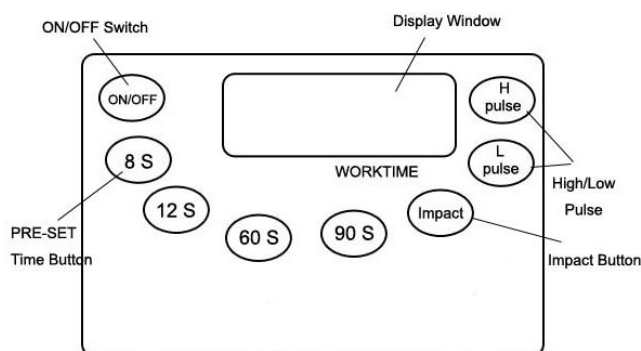 ON/OFF Switch
Display Window
ON/OFF
H
pulse
8 S
L
pulse
WORKTIME
High/Low
Pulse
12 S
Impact
PRE-SET
Time Button
60 S
90 S
Impact Button